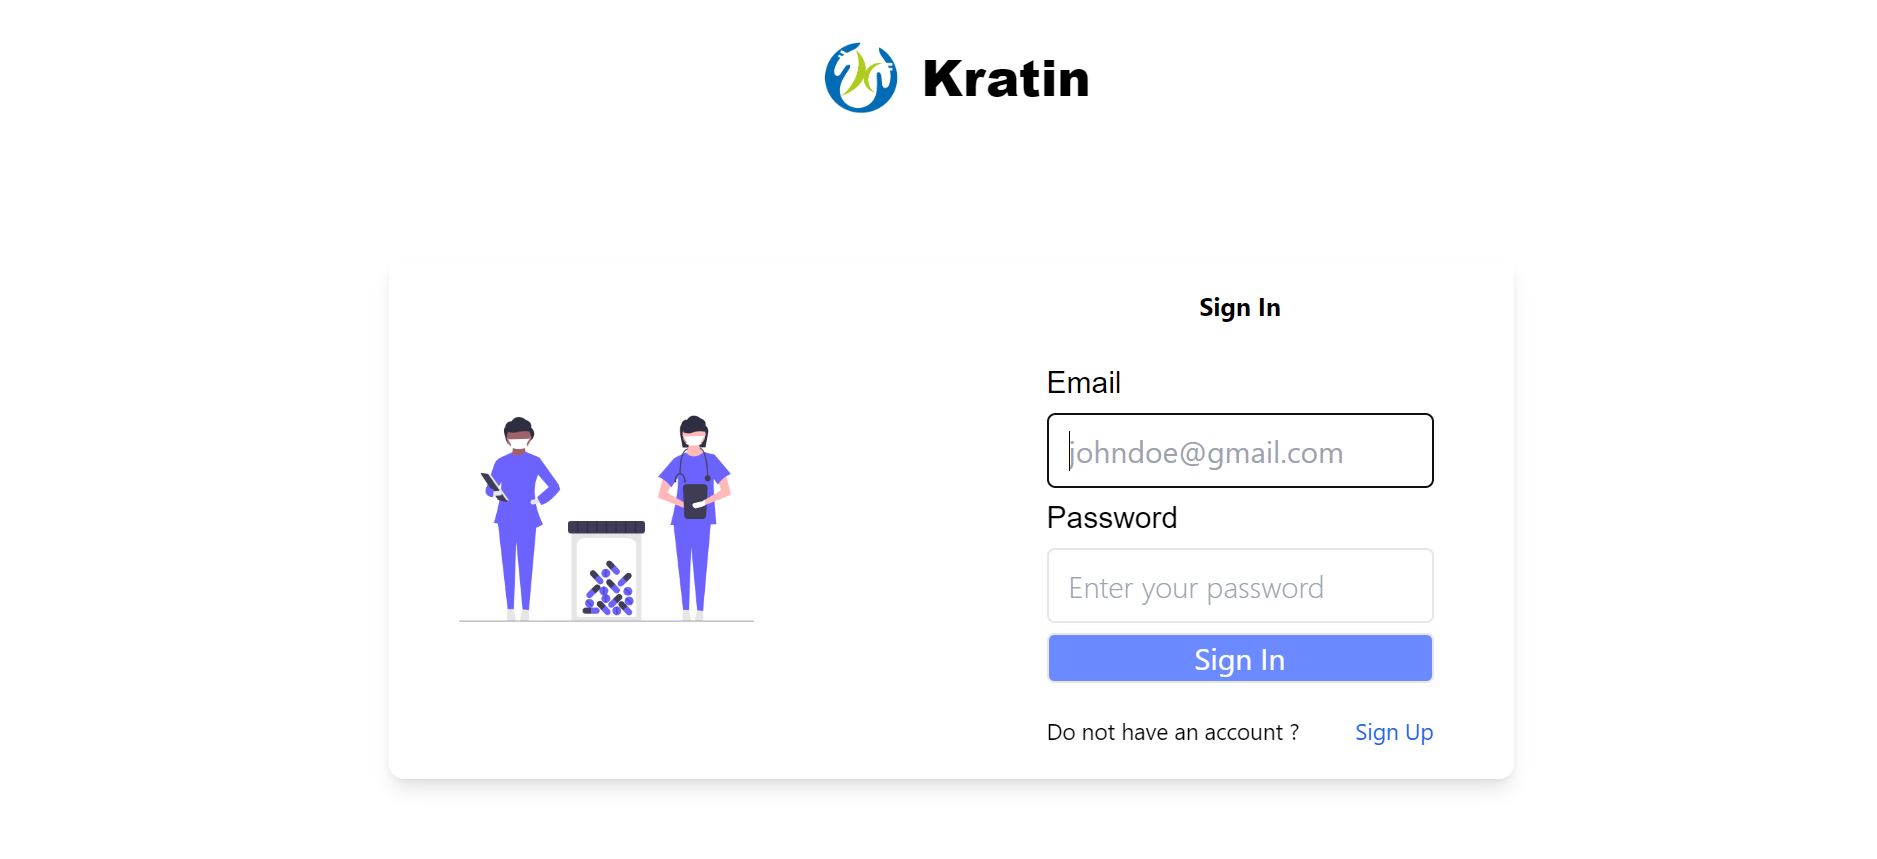 Kratin
Sign In
Email
johndoe@gmail.com
Password
Enter your password
Sign In
Do not have an account ? Sign Up